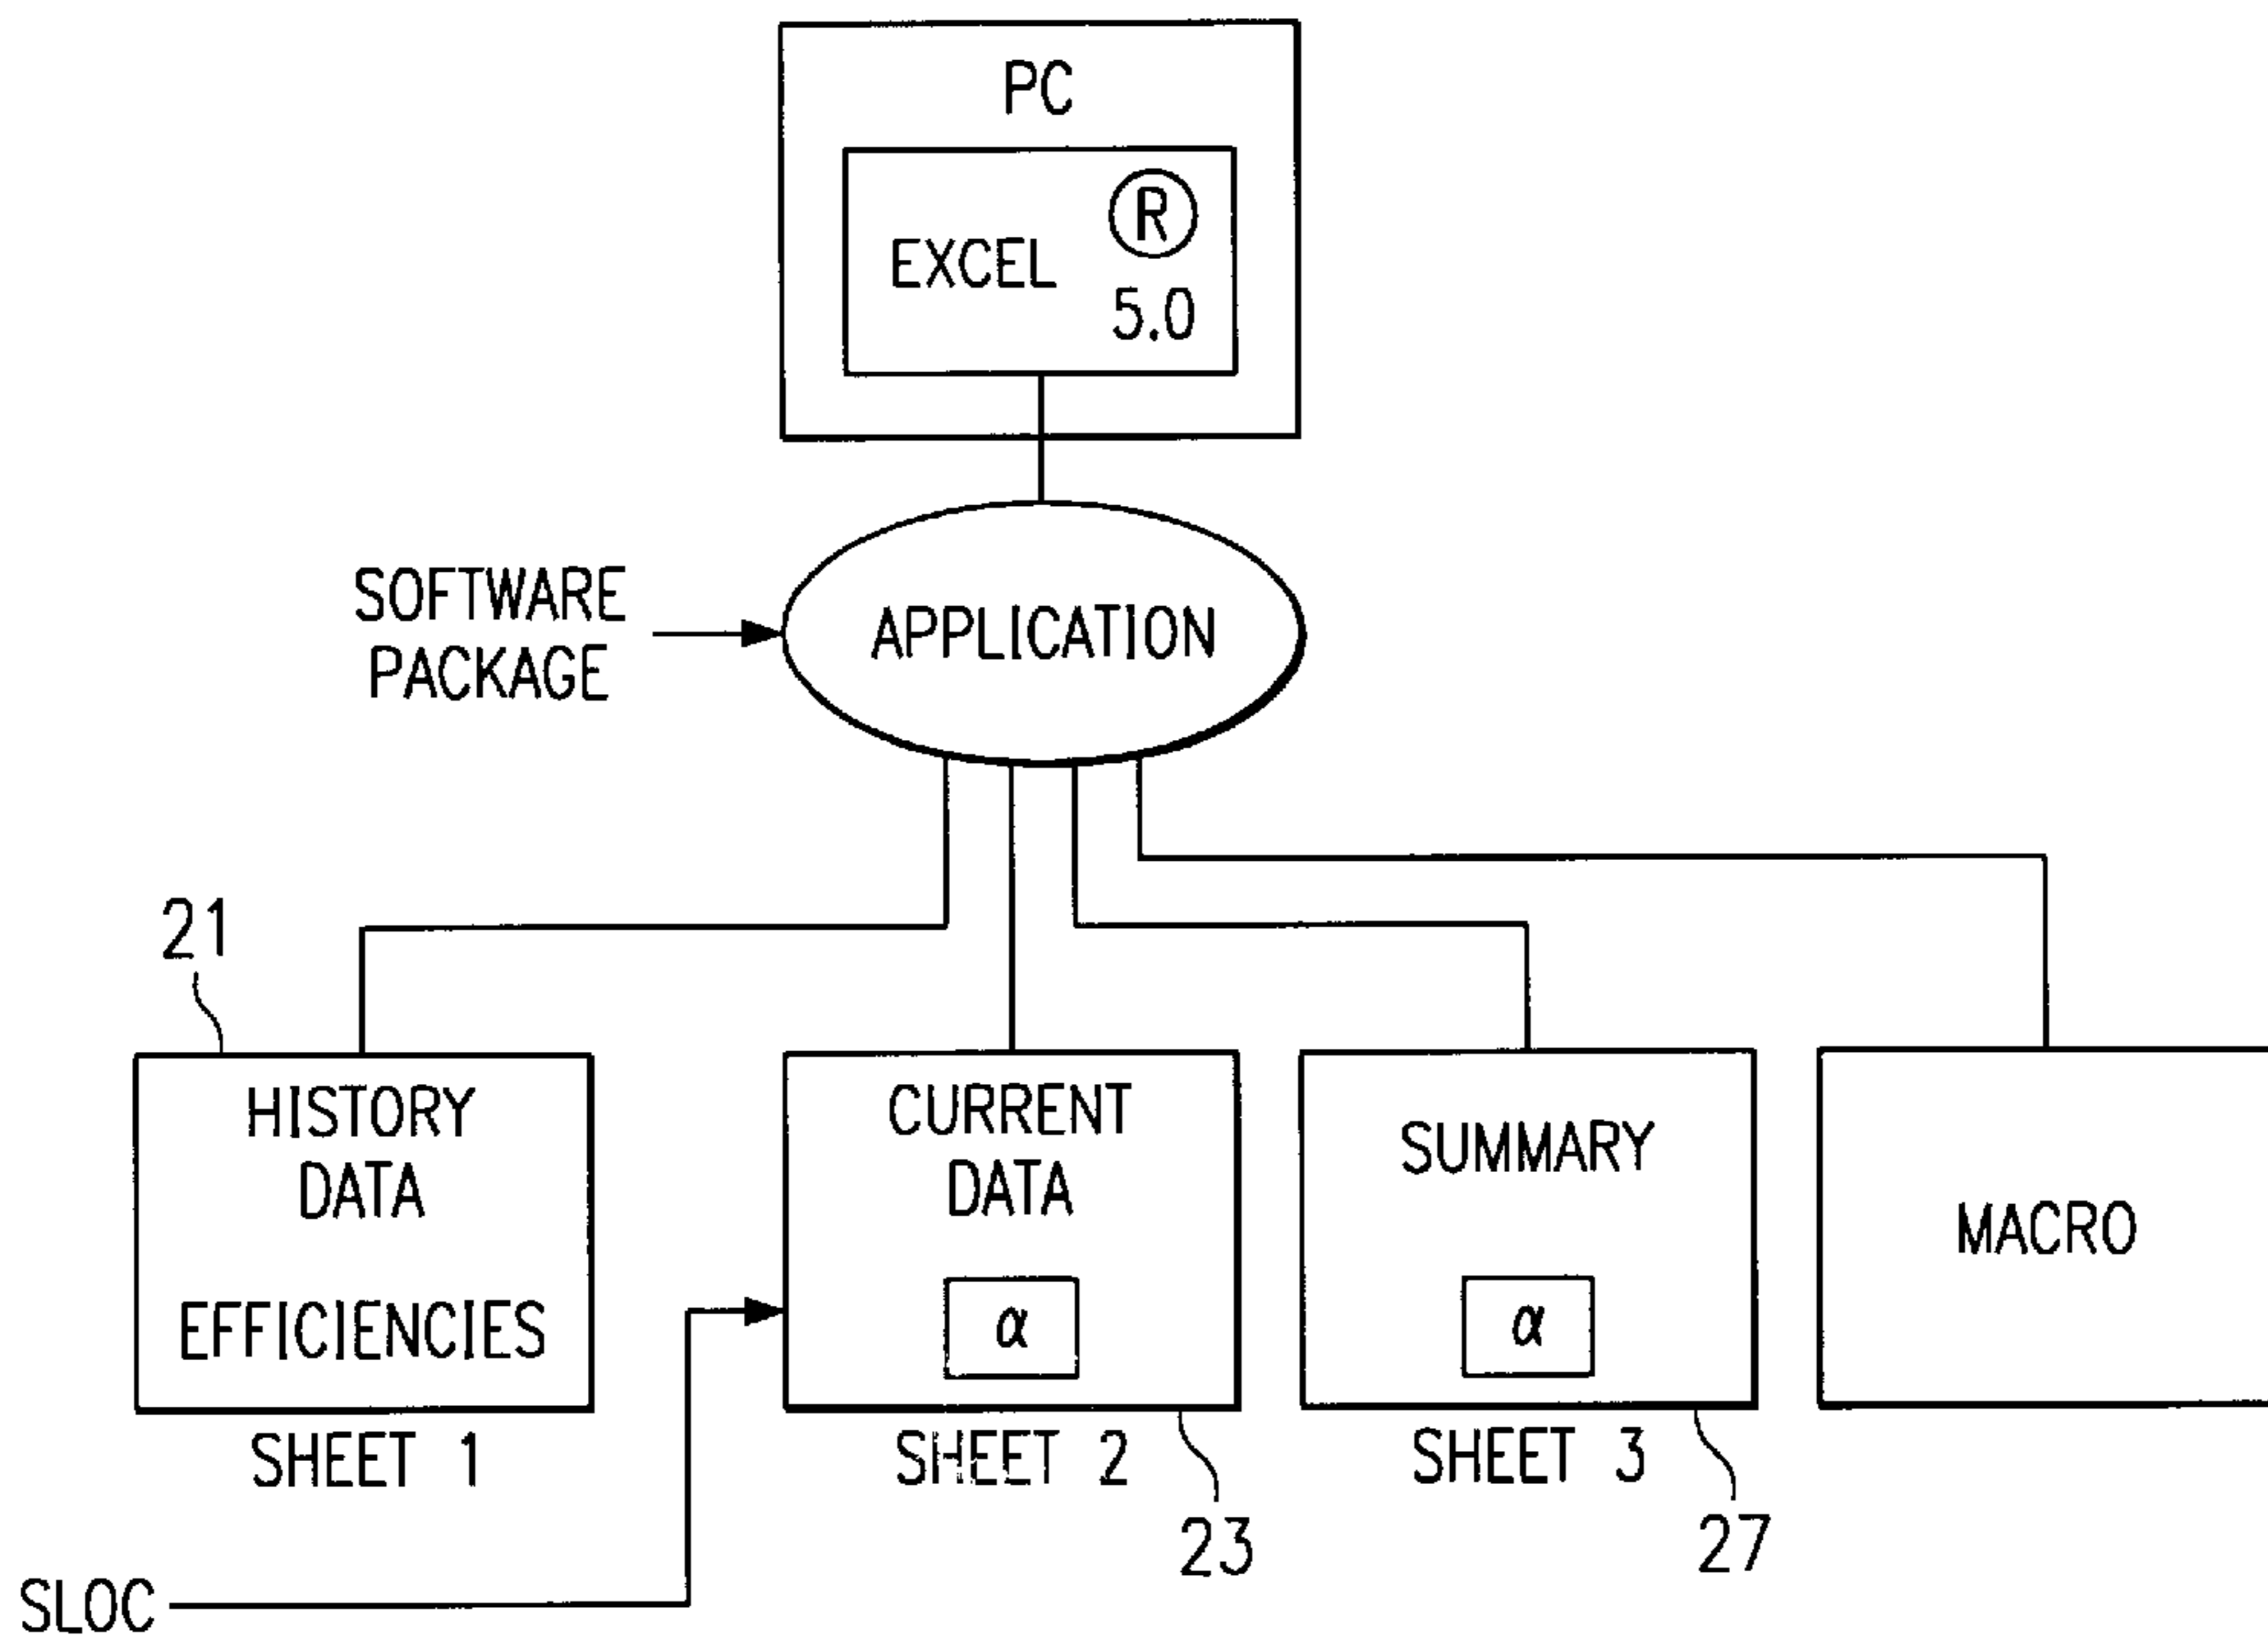 PC
EXCEL ®
5.0
SOFTWARE
PACKAGE
APPLICATION
21
HISTORY
DATA
EFFICIENCIES
SHEET 1
CURRENT
DATA
α
SHEET 2
23
SUMMARY
α
SHEET 3
27
MACRO
SLOC